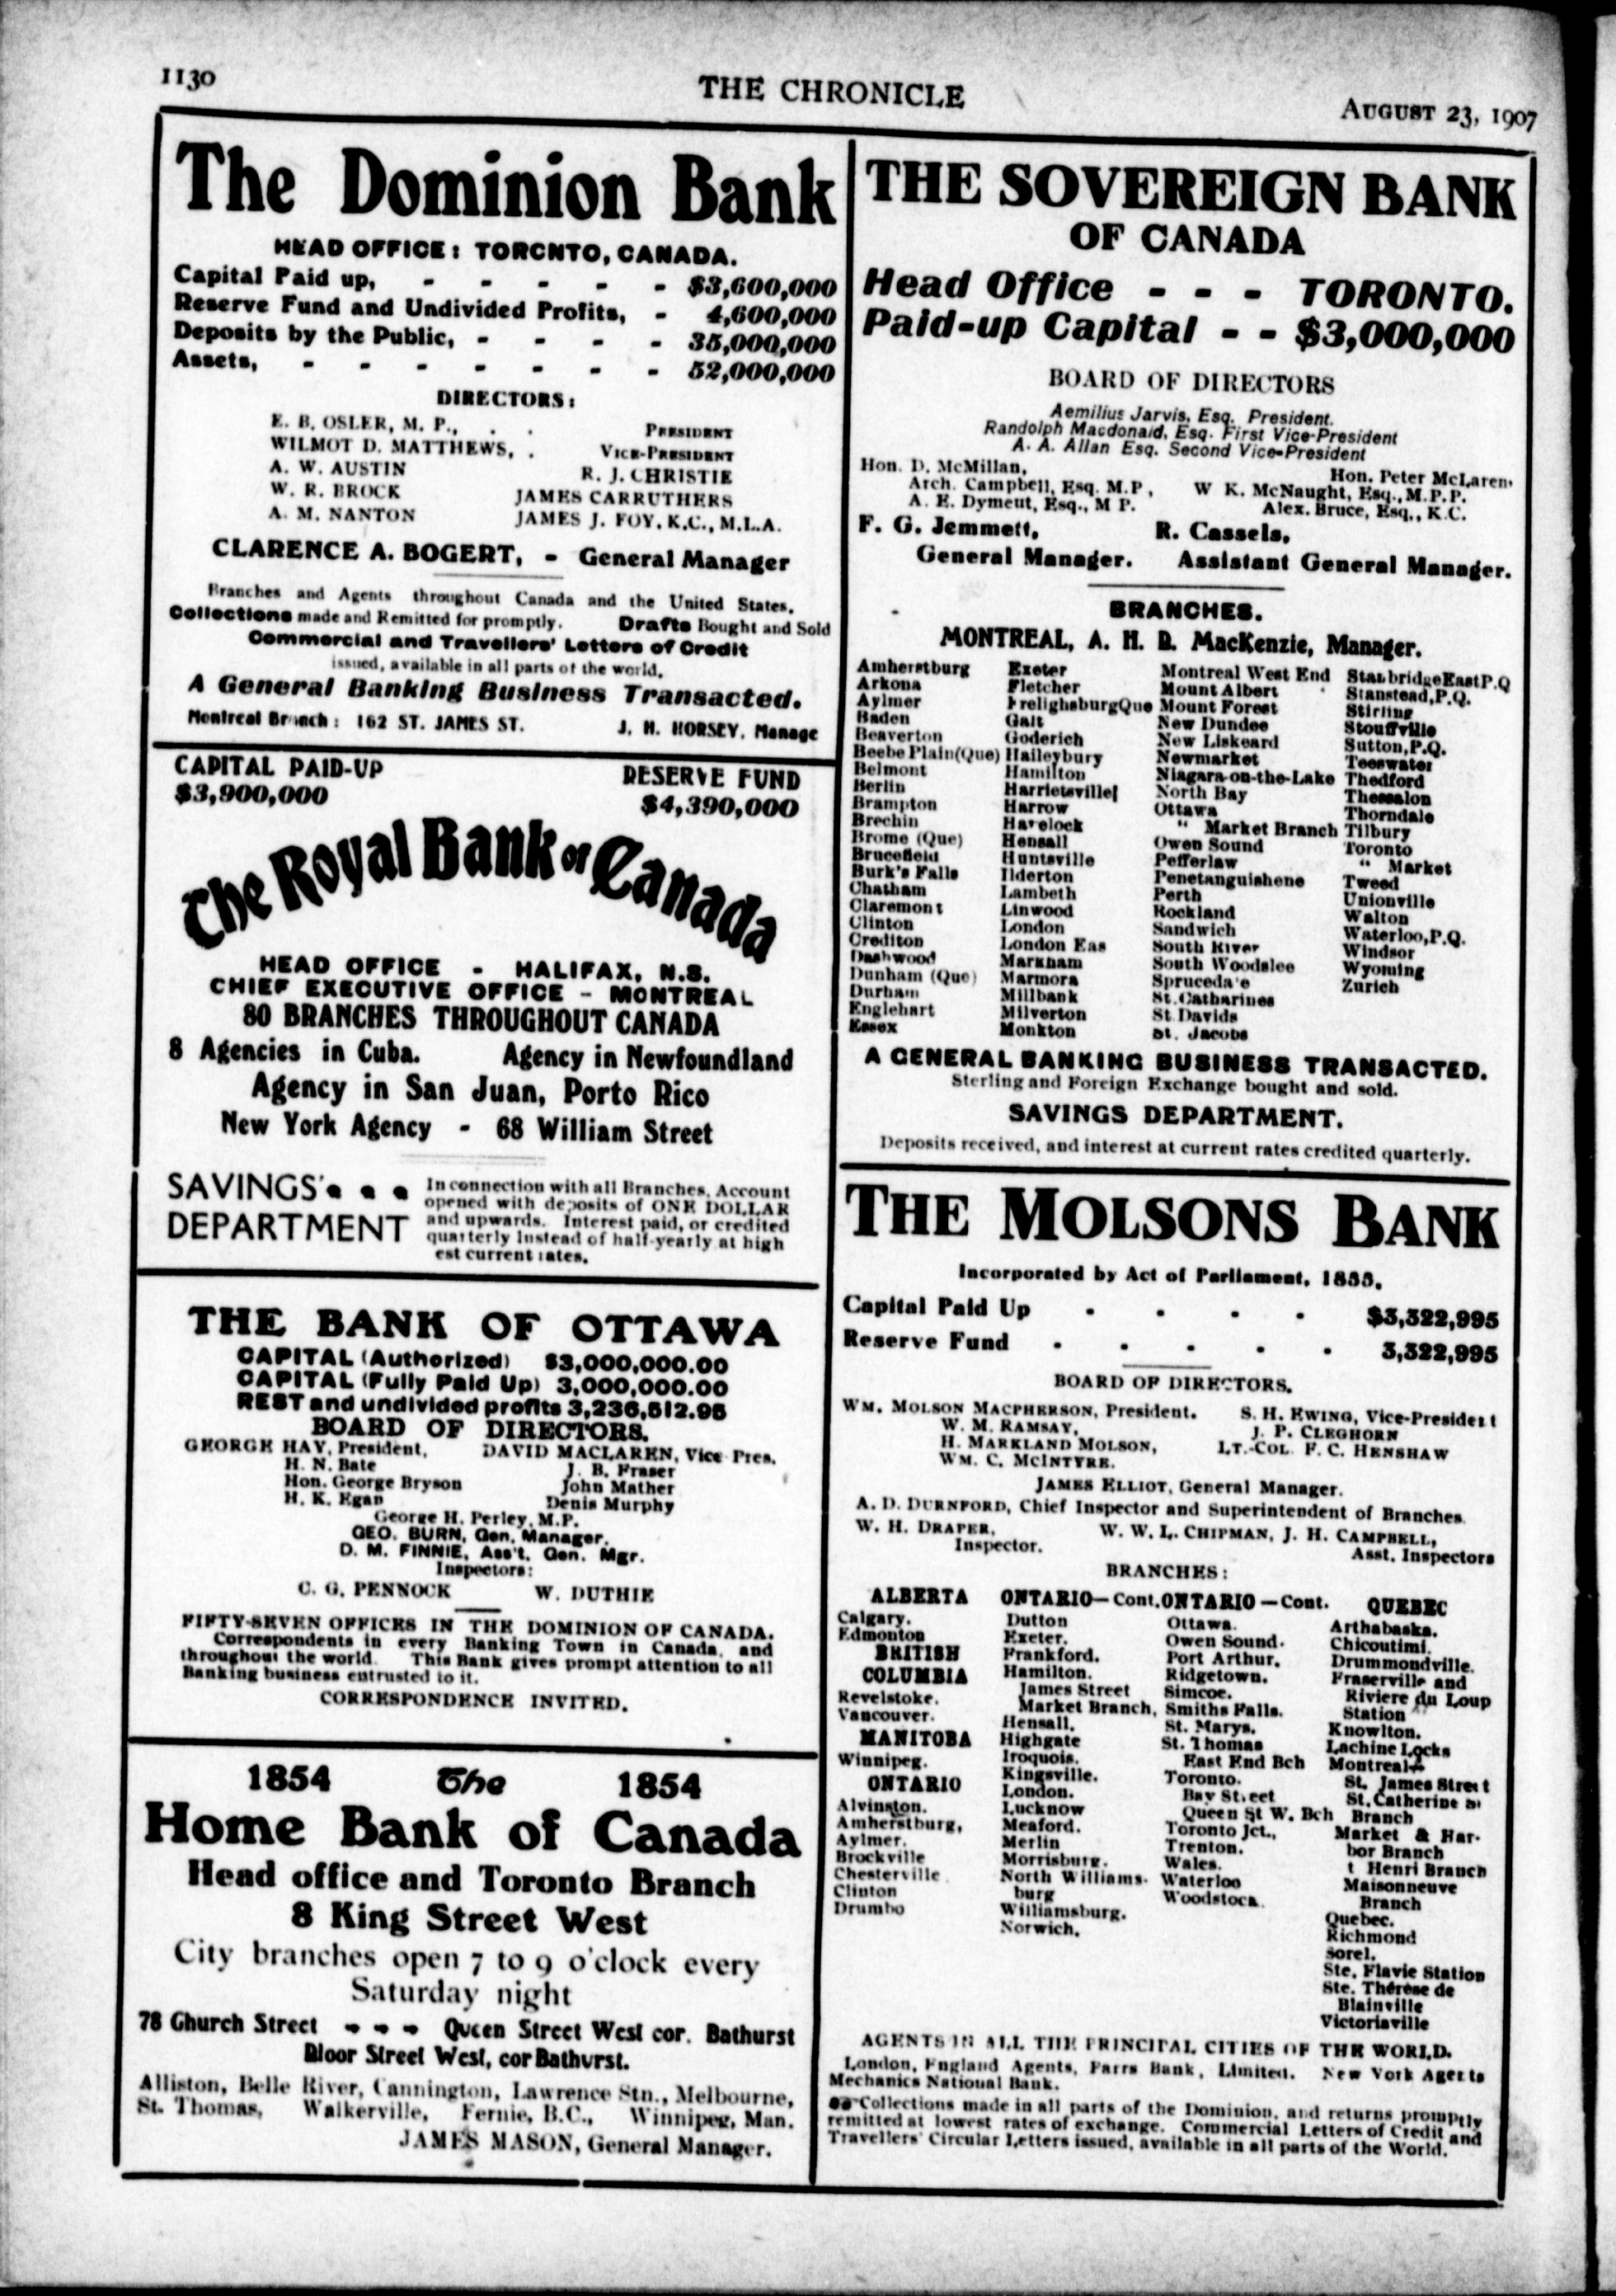 1130
THE CHRONICLE
AUGUST 23, 1907
The Dominion Bank
HEAD OFFICE: TORONTO, CANADA.
Capital Paid up, - - - - - $3,600,000
Reserve Fund and Undivided Profits, - 4,600,000
Deposits by the Public, - - - - 35,000,000
Assets, - - - - - - - 52,000,000
DIRECTORS:
E. B. OSLER, M. P., . . PRESIDENT
WILMOT D. MATTHEWS, . VICE-PRESIDENT
A. W. AUSTIN R. J. CHRISTIE
W. R. BROCK JAMES CARRUTHERS
A. M. NANTON JAMES J. FOY, K.C., M.L.A.
CLARENCE A. BOGERT, - General Manager
Branches and Agents throughout Canada and the United States.
Collections made and Remitted for promptly. Drafts Bought and Sold
Commercial and Travellers' Letters of Credit
issued, available in all parts of the world.
A General Banking Business Transacted.
Montreal Branch: 162 ST. JAMES ST. J. H. HORSEY, Manage
CAPITAL PAID-UP RESERVE FUND
$3,900,000 $4,390,000
The Royal Bank of Canada
HEAD OFFICE - HALIFAX, N.S.
CHIEF EXECUTIVE OFFICE - MONTREAL
80 BRANCHES THROUGHOUT CANADA
8 Agencies in Cuba. Agency in Newfoundland
Agency in San Juan, Porto Rico
New York Agency - 68 William Street
SAVINGS DEPARTMENT
In connection with all Branches, Account
opened with deposits of ONE DOLLAR
and upwards. Interest paid, or credited
quarterly Instead of half-yearly at high
est current rates.
THE BANK OF OTTAWA
CAPITAL (Authorized) $3,000,000.00
CAPITAL (Fully Paid Up) 3,000,000.00
REST and undivided profits 3,236,512.95
BOARD OF DIRECTORS.
GEORGE HAY, President, DAVID MACLAREN, Vice Pres.
H. N. Bate J. B. Fraser
Hon. George Bryson John Mather
H. K. Egan Denis Murphy
George H. Perley, M.P.
GEO. BURN, Gen. Manager.
D. M. FINNIE, Ass't. Gen. Mgr.
Inspectors:
C. G. PENNOCK W. DUTHIE
FIFTY-SEVEN OFFICES IN THE DOMINION OF CANADA.
Correspondents in every Banking Town in Canada, and
throughout the world This Bank gives prompt attention to all
Banking business entrusted to it.
CORRESPONDENCE INVITED.
1854 The 1854
Home Bank of Canada
Head office and Toronto Branch
8 King Street West
City branches open 7 to 9 o'clock every
Saturday night
78 Church Street - - - Queen Street West cor. Bathurst
Bloor Street West, cor Bathurst.
Alliston, Belle River, Cannington, Lawrence Stn., Melbourne,
St. Thomas, Walkerville, Fernie, B.C., Winnipeg, Man.
JAMES MASON, General Manager.
THE SOVEREIGN BANK
OF CANADA
Head Office - - - TORONTO.
Paid-up Capital - - $3,000,000
BOARD OF DIRECTORS
Aemilius Jarvis, Esq. President.
Randolph Macdonald, Esq. First Vice-President
A. A. Allan Esq. Second Vice-President
Hon. D. McMillan, Hon. Peter McLaren,
Arch. Campbell, Esq. M.P, W K. McNaught, Esq., M.P.P.
A. E. Dyment, Esq., M P. Alex. Bruce, Esq., K.C.
F. G. Jemmett, R. Cassels,
General Manager. Assistant General Manager.
BRANCHES.
MONTREAL, A. H. B. MacKenzie, Manager.
Amherstburg Exeter Montreal West End StanbridgeEastP.Q
Arkona Fletcher Mount Albert Stanstead,P.Q.
Aylmer FrelighsburgQue Mount Forest Stirling
Baden Galt New Dundee Stouffville
Beaverton Goderich New Liskeard Sutton,P.Q.
Beebe Plain(Que) Haileybury Newmarket Teeswater
Belmont Hamilton Niagara-on-the-Lake Thedford
Berlin Harrietsville North Bay Thessalon
Brampton Harrow Ottawa Thorndale
Brechin Havelock " Market Branch Tilbury
Brome (Que) Hensall Owen Sound Toronto
Brucefield Huntsville Pefferlaw " Market
Burk's Falls Ilderton Penetanguishene Tweed
Chatham Lambeth Perth Unionville
Claremont Linwood Rockland Walton
Clinton London Sandwich Waterloo,P.Q.
Crediton London Eas South River Windsor
Dashwood Markham South Woodslee Wyoming
Dunham (Que) Marmora Spruceda'e Zurich
Durham Millbank St.Catharines
Englehart Milverton St Davids
Essex Monkton St. Jacobs
A GENERAL BANKING BUSINESS TRANSACTED.
Sterling and Foreign Exchange bought and sold.
SAVINGS DEPARTMENT.
Deposits received, and interest at current rates credited quarterly.
THE MOLSONS BANK
Incorporated by Act of Parliament, 1855.
Capital Paid Up - - - - $3,322,995
Reserve Fund - - - - - 3,322,995
BOARD OF DIRECTORS.
WM. MOLSON MACPHERSON, President. S. H. EWING, Vice-President
W. M. RAMSAY, J. P. CLEGHORN
H. MARKLAND MOLSON, LT.-COL. F. C. HENSHAW
WM. C. MCINTYRE.
JAMES ELLIOT, General Manager.
A. D. DURNFORD, Chief Inspector and Superintendent of Branches
W. H. DRAPER, W. W. L. CHIPMAN, J. H. CAMPBELL,
Inspector. Asst. Inspectors
BRANCHES:
ALBERTA
Calgary.
Edmonton
BRITISH
COLUMBIA
Revelstoke.
Vancouver.
MANITOBA
Winnipeg.
ONTARIO
Alvinston.
Amherstburg,
Aylmer.
Brockville
Chesterville
Clinton
Drumbo
ONTARIO—Cont.
Dutton
Exeter.
Frankford.
Hamilton.
James Street
Market Branch,
Hensall.
Highgate
Iroquois.
Kingsville.
London.
Lucknow
Meaford.
Merlin
Morrisburg.
North Williams-
burg
Williamsburg.
Norwich.
ONTARIO—Cont.
Ottawa.
Owen Sound.
Port Arthur.
Ridgetown.
Simcoe.
Smiths Falls.
St. Marys.
St. Thomas
East End Bch
Toronto.
Bay Street
Queen St W. Bch
Toronto Jct.,
Trenton.
Wales.
Waterloo
Woodstock.
QUEBEC
Arthabaska.
Chicoutimi.
Drummondville.
Fraserville and
Riviere du Loup
Station
Knowlton.
Lachine Locks
Montreal—
St. James Street
St. Catherine St
Branch
Market & Har-
bor Branch
t Henri Branch
Maisonneuve
Branch
Quebec.
Richmond
Sorel.
Ste. Flavie Station
Ste. Thérèse de
Blainville
Victoriaville
AGENTS IN ALL THE PRINCIPAL CITIES OF THE WORLD.
London, England Agents, Parrs Bank, Limited. New York Agents
Mechanics National Bank.
Collections made in all parts of the Dominion, and returns promptly
remitted at lowest rates of exchange. Commercial Letters of Credit and
Travellers' Circular Letters issued, available in all parts of the World.